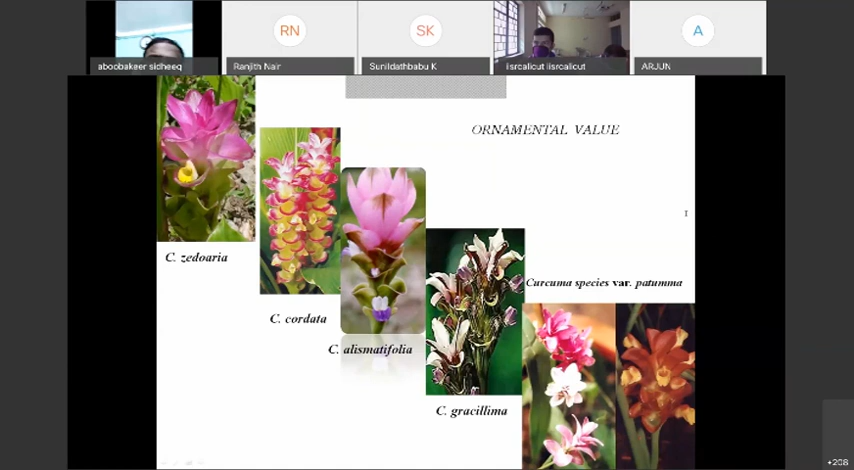 RN
SK
A
aboobakeer sidheeq
Ranjith Nair
Sunildathbabu K
iisrcalicut iisrcalicut
ARJUN
ORNAMENTAL VALUE
C. zedoaria
Curcuma species var. patumma
C. cordata
C. alismatifolia
C. gracillima
+208